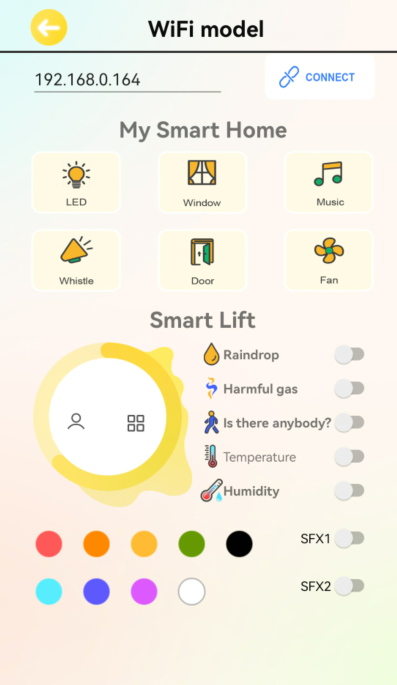 WiFi model
192.168.0.164
CONNECT
My Smart Home
LED
Window
Music
Whistle
Door
Fan
Smart Lift
Raindrop
Harmful gas
Is there anybody?
Temperature
Humidity
SFX1
SFX2